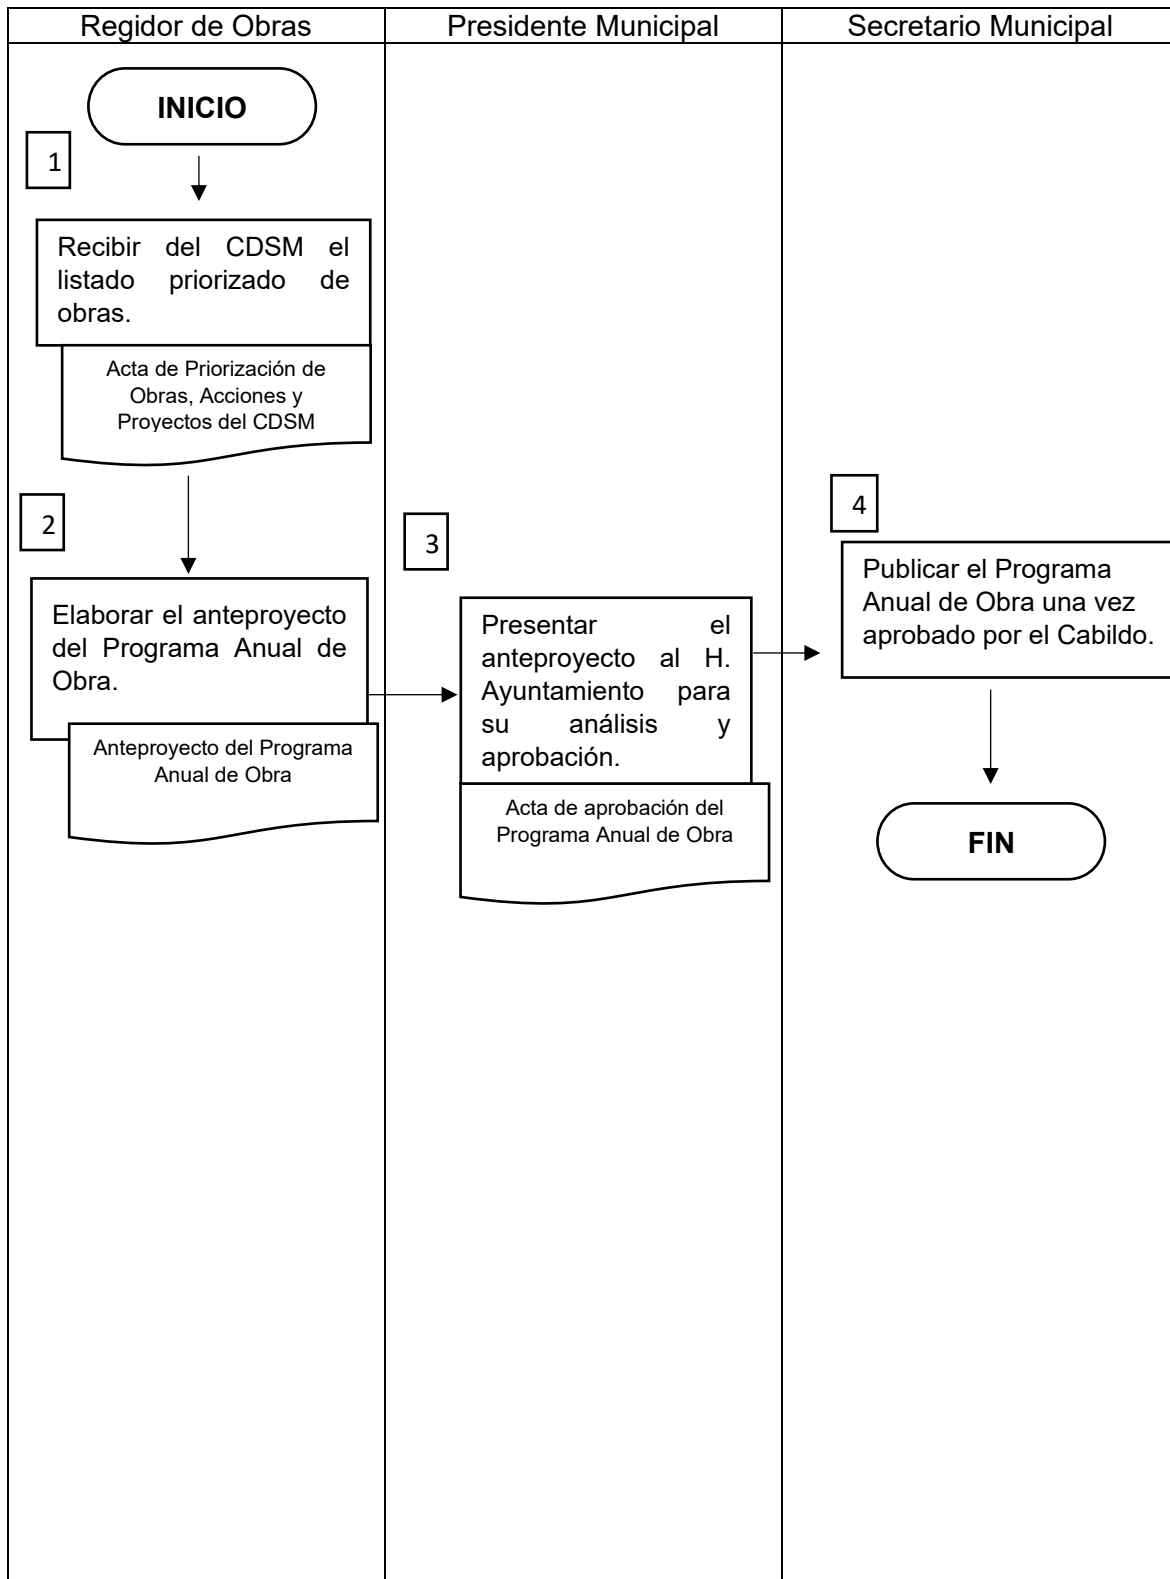 Regidor de Obras
Presidente Municipal
Secretario Municipal
INICIO
1
Recibir del CDSM el
listado priorizado de
obras.
Acta de Priorización de
Obras, Acciones y
Proyectos del CDSM
2
Elaborar el anteproyecto
del Programa Anual de
Obra.
Anteproyecto del Programa
Anual de Obra
3
Presentar el
anteproyecto al H.
Ayuntamiento para
su análisis y
aprobación.
Acta de aprobación del
Programa Anual de Obra
4
Publicar el Programa
Anual de Obra una vez
aprobado por el Cabildo.
FIN